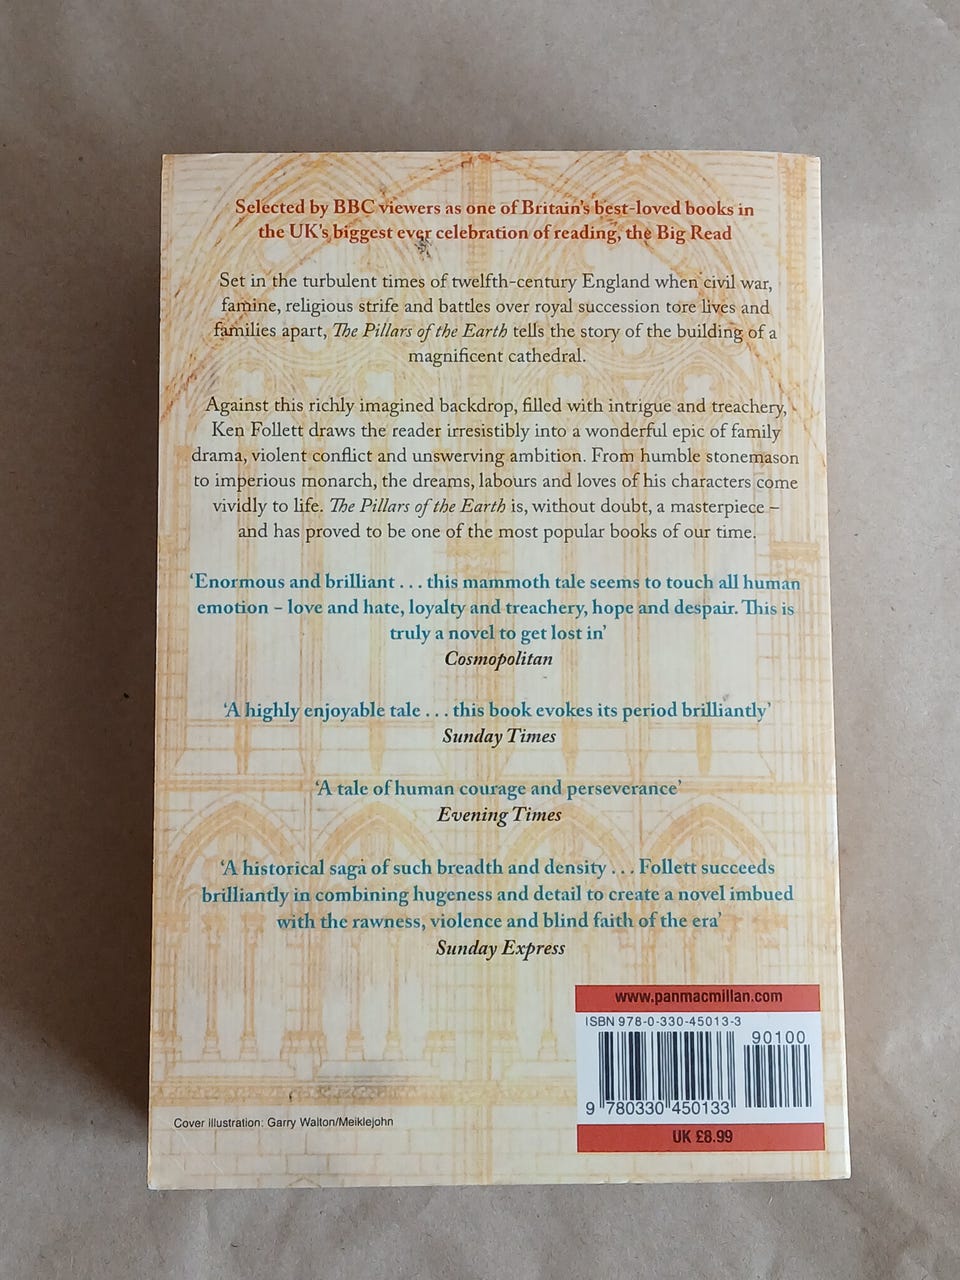 Selected by BBC viewers as one of Britain's best-loved books in
the UK's biggest ever celebration of reading, the Big Read
Set in the turbulent times of twelfth-century England when civil war,
famine, religious strife and battles over royal succession tore lives and
families apart, The Pillars of the Earth tells the story of the building of a
magnificent cathedral.
Against this richly imagined backdrop, filled with intrigue and treachery,
Ken Follett draws the reader irresistibly into a wonderful epic of family
drama, violent conflict and unswerving ambition. From humble stonemason
to imperious monarch, the dreams, labours and loves of his characters come
vividly to life. The Pillars of the Earth is, without doubt, a masterpiece –
and has proved to be one of the most popular books of our time.
'Enormous and brilliant . . . this mammoth tale seems to touch all human
emotion – love and hate, loyalty and treachery, hope and despair. This is
truly a novel to get lost in'
Cosmopolitan
'A highly enjoyable tale . . . this book evokes its period brilliantly'
Sunday Times
'A tale of human courage and perseverance'
Evening Times
'A historical saga of such breadth and density . . . Follett succeeds
brilliantly in combining hugeness and detail to create a novel imbued
with the rawness, violence and blind faith of the era'
Sunday Express
www.panmacmillan.com
ISBN 978-0-330-45013-3
90100
9 780330 450133
UK £8.99
Cover illustration: Garry Walton/Meiklejohn